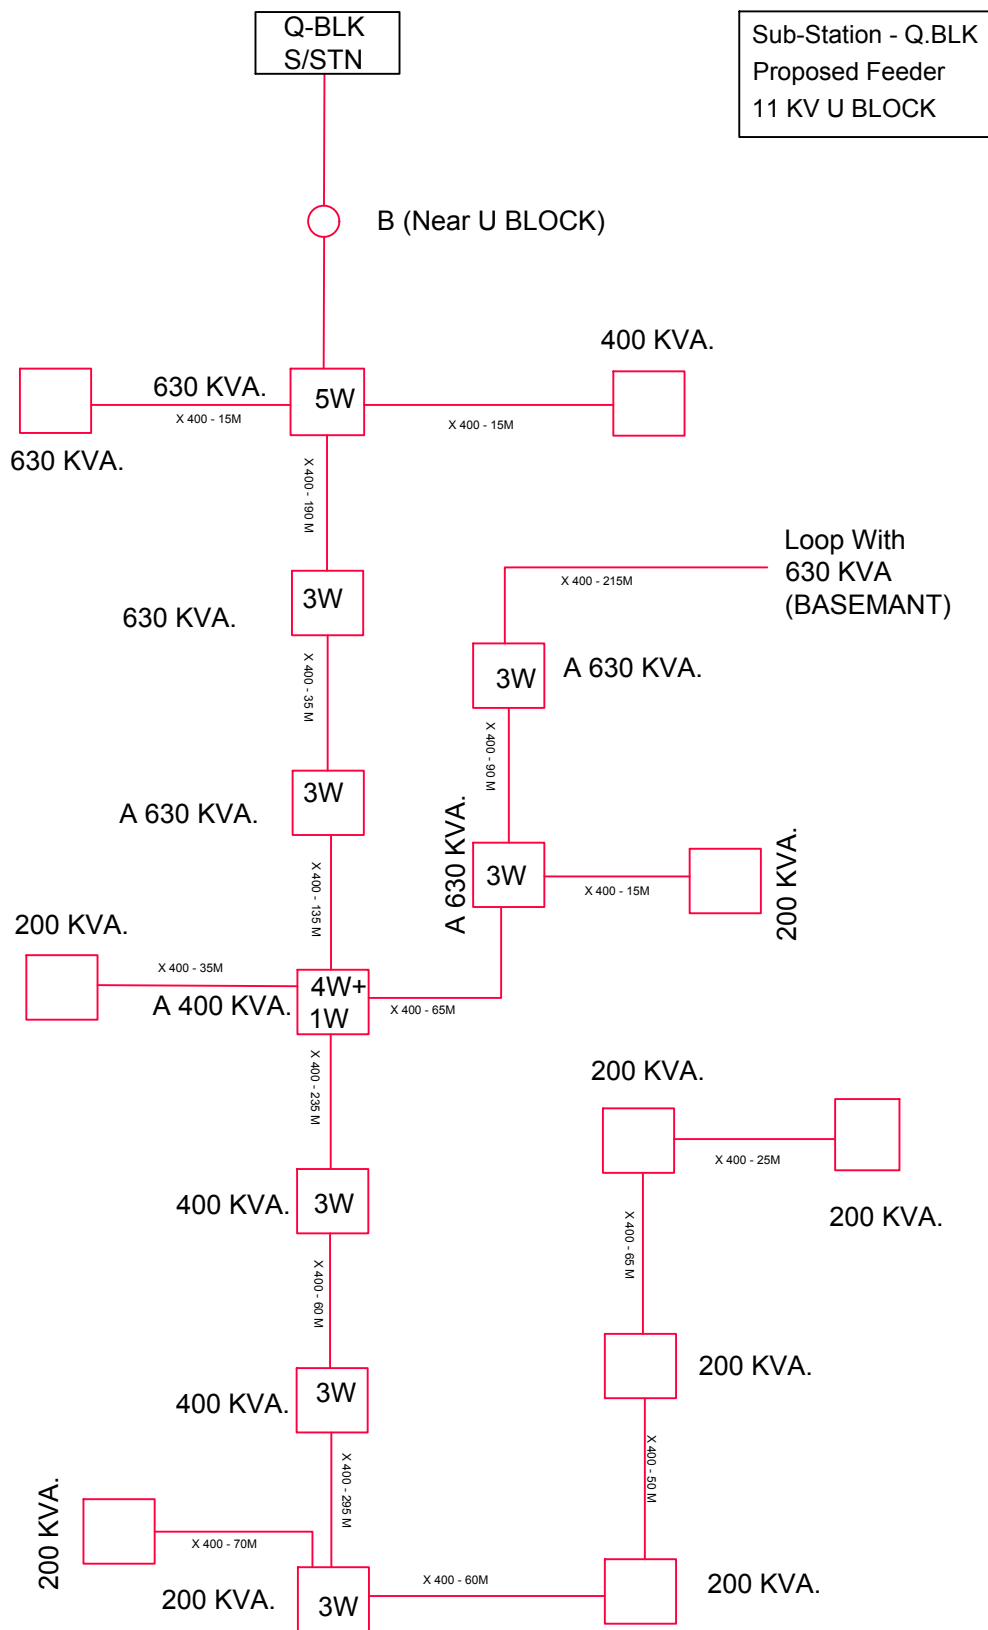 Q-BLK
S/STN
Sub-Station - Q.BLK
Proposed Feeder
11 KV U BLOCK
B (Near U BLOCK)
400 KVA.
630 KVA.
5W
X 400 - 15M
X 400 - 15M
630 KVA.
X 400 - 190 M
Loop With
630 KVA
(BASEMANT)
X 400 - 215M
3W
630 KVA.
X 400 - 35 M
3W
A 630 KVA.
X 400 - 90 M
3W
A 630 KVA.
A 630 KVA.
3W
X 400 - 15M
200 KVA.
X 400 - 135 M
200 KVA.
X 400 - 35M
4W+
1W
A 400 KVA.
X 400 - 65M
X 400 - 235 M
200 KVA.
X 400 - 25M
200 KVA.
3W
400 KVA.
X 400 - 65 M
X 400 - 60 M
200 KVA.
3W
400 KVA.
X 400 - 50 M
X 400 - 295 M
200 KVA.
X 400 - 70M
X 400 - 60M
200 KVA.
200 KVA.
3W